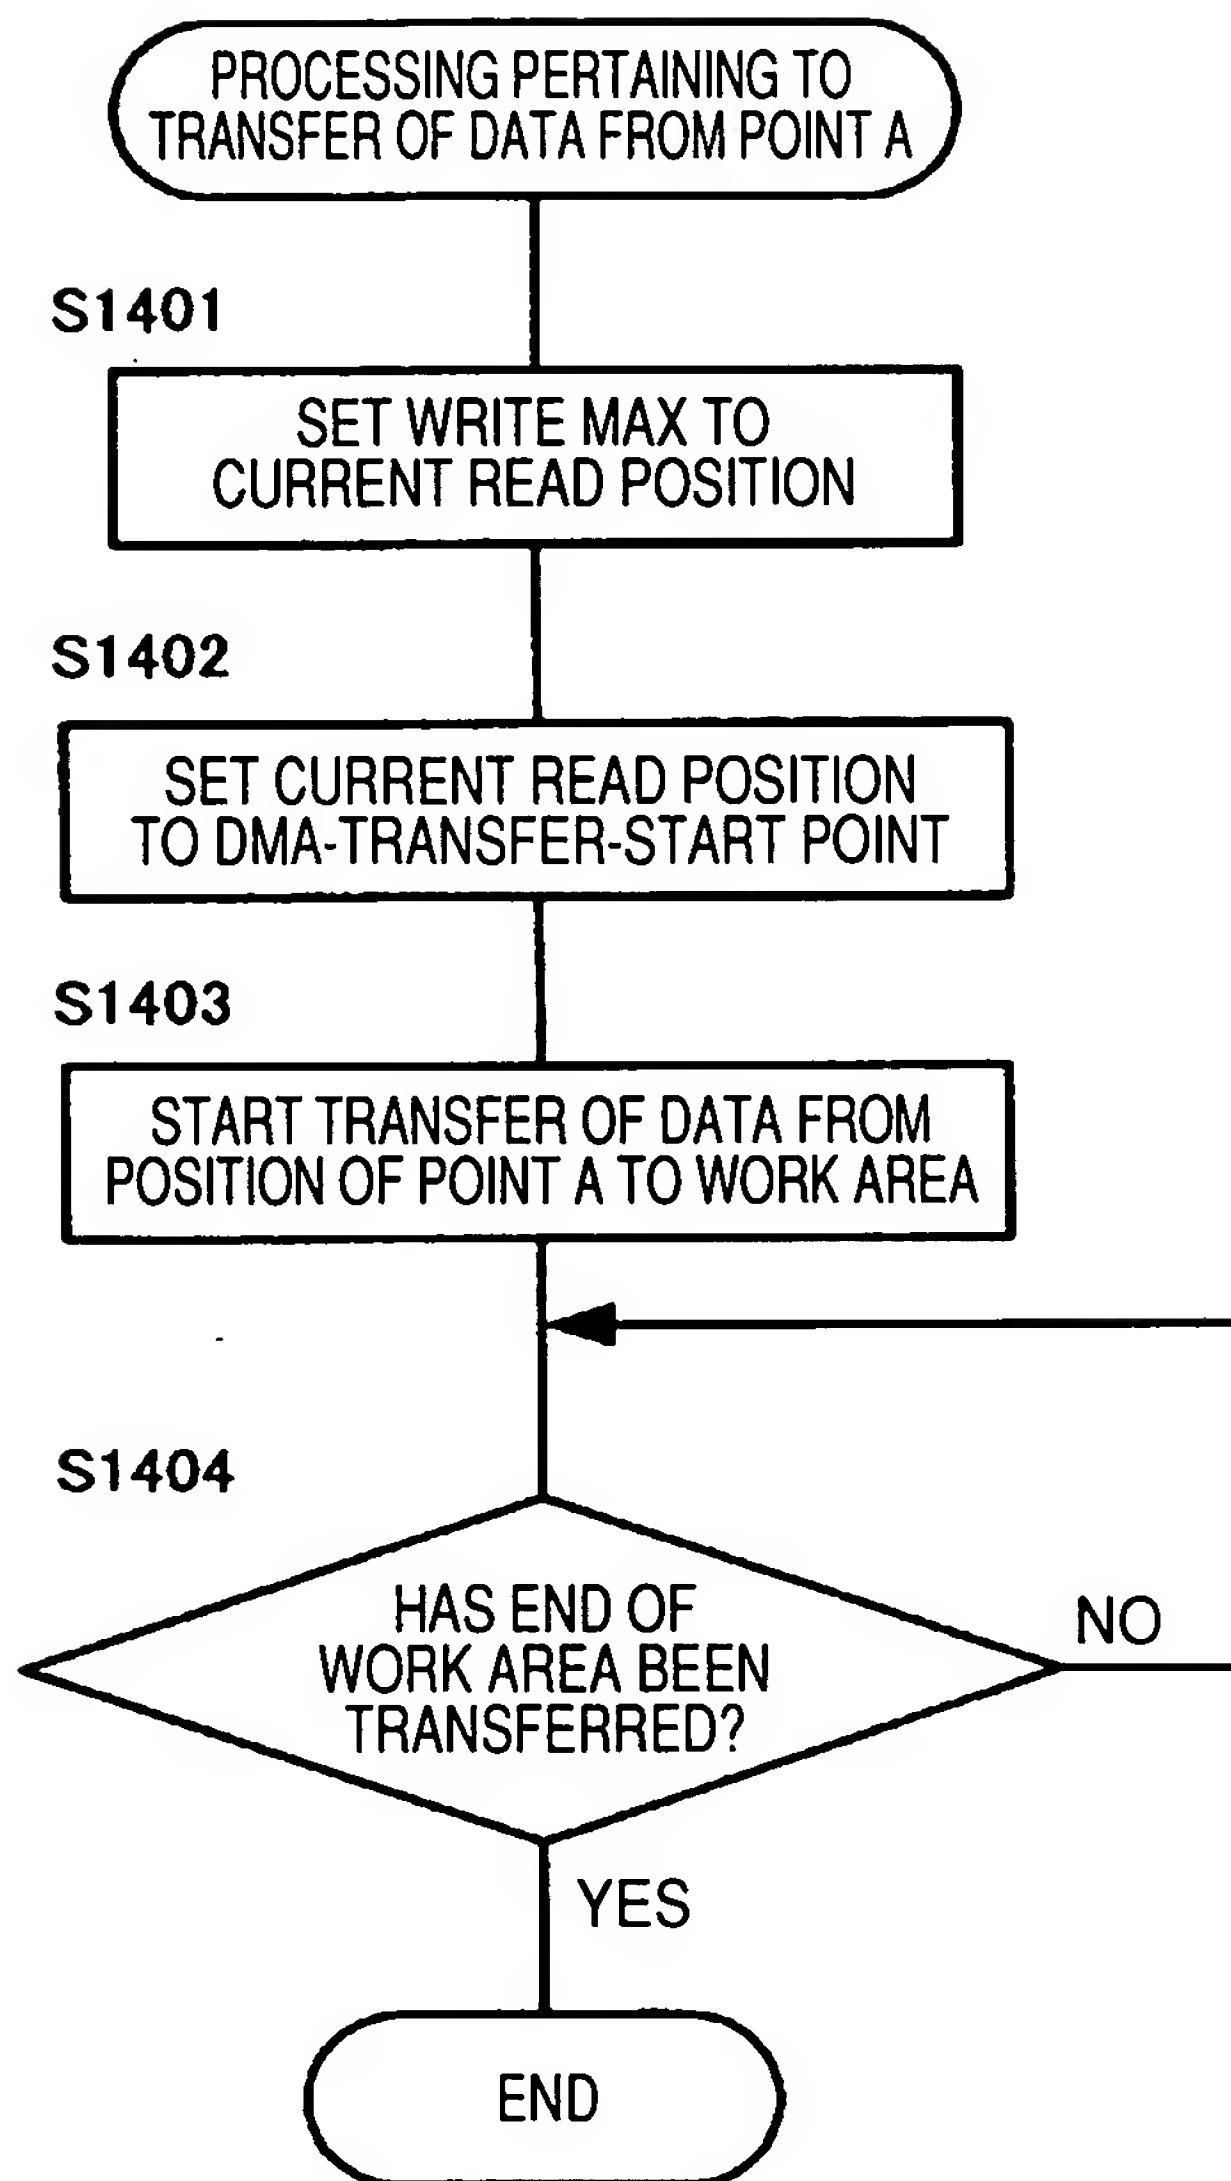 PROCESSING PERTAINING TO
TRANSFER OF DATA FROM POINT A
S1401
SET WRITE MAX TO
CURRENT READ POSITION
S1402
SET CURRENT READ POSITION
TO DMA-TRANSFER-START POINT
S1403
START TRANSFER OF DATA FROM
POSITION OF POINT A TO WORK AREA
S1404
HAS END OF
WORK AREA BEEN
TRANSFERRED?
NO
YES
END